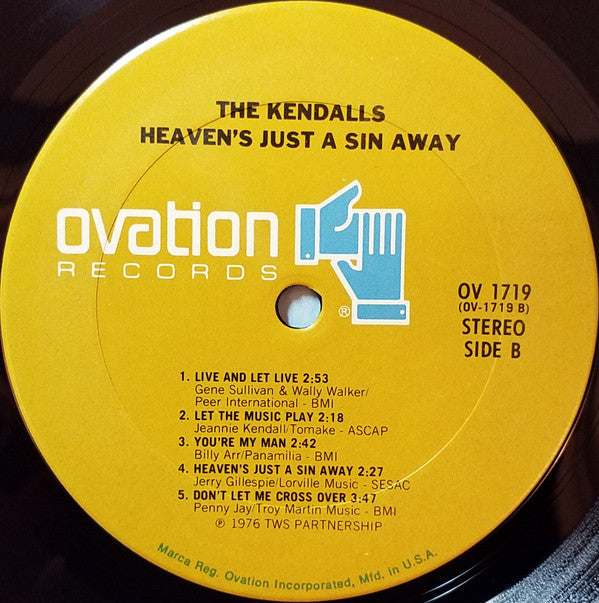 THE KENDALLS
HEAVEN'S JUST A SIN AWAY
ovation
RECORDS
®
OV 1719
(OV-1719 B)
STEREO
SIDE B
1. LIVE AND LET LIVE 2:53
Gene Sullivan & Wally Walker/
Peer International - BMI
2. LET THE MUSIC PLAY 2:18
Jeannie Kendall/Tomake - ASCAP
3. YOU'RE MY MAN 2:42
Billy Arr/Panamilia - BMI
4. HEAVEN'S JUST A SIN AWAY 2:27
Jerry Gillespie/Lorville Music - SESAC
5. DON'T LET ME CROSS OVER 3:47
Penny Jay/Troy Martin Music - BMI
℗ 1976 TWS PARTNERSHIP
Marca Reg. Ovation Incorporated, Mfd. in U.S.A.